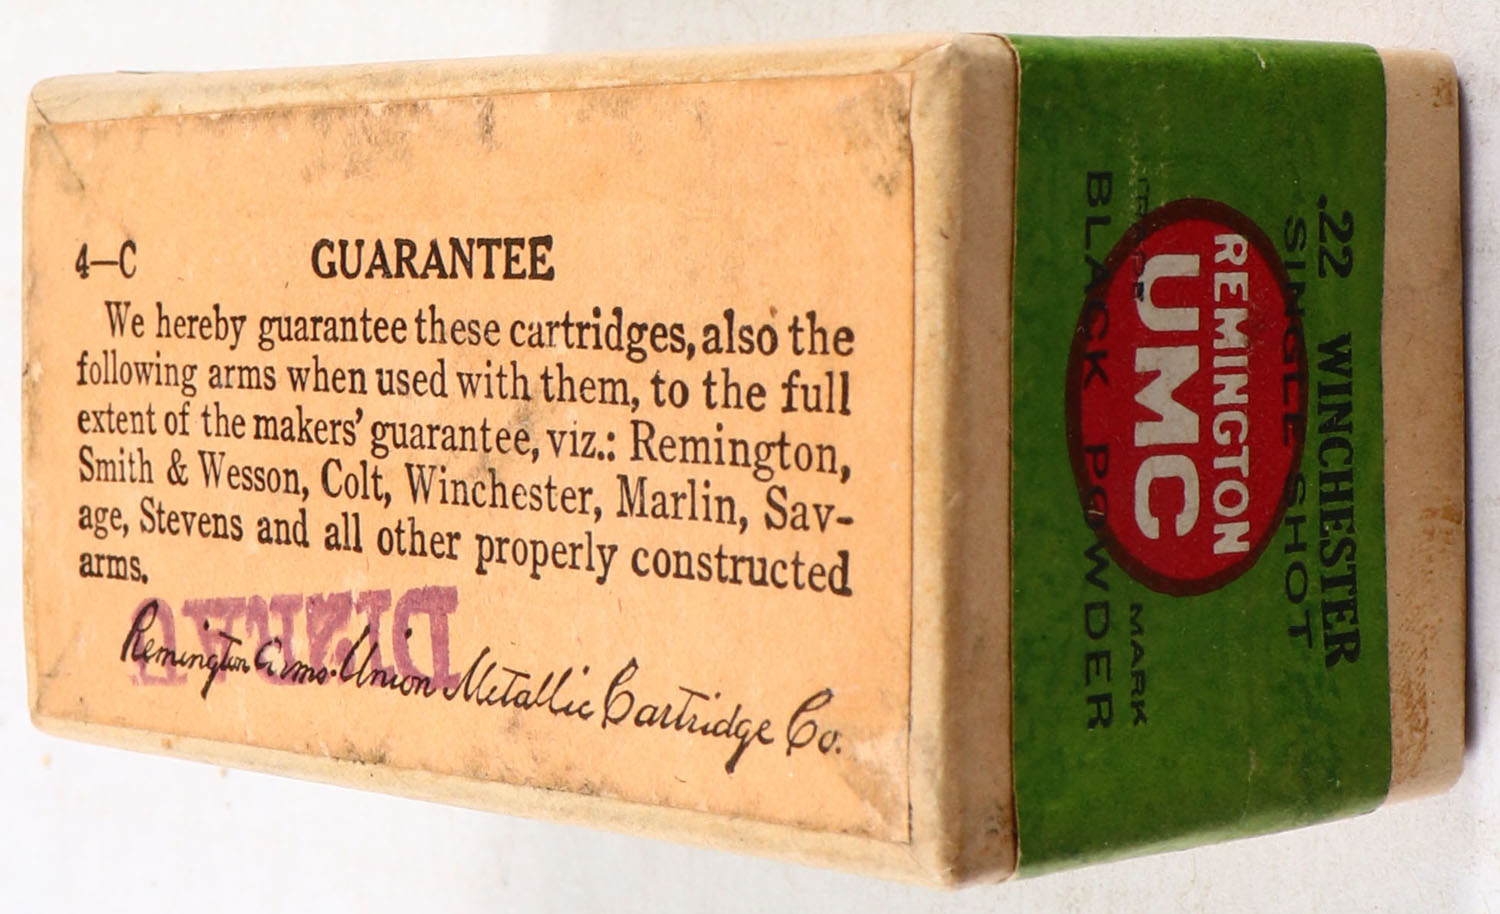 4-C GUARANTEE
We hereby guarantee these cartridges, also the
following arms when used with them, to the full
extent of the makers' guarantee, viz.: Remington,
Smith & Wesson, Colt, Winchester, Marlin, Sav-
age, Stevens and all other properly constructed
arms.
Remington Arms-Union Metallic Cartridge Co.
.22 WINCHESTER
SINGLE SHOT
REMINGTON
UMC
TRADE MARK
BLACK POWDER